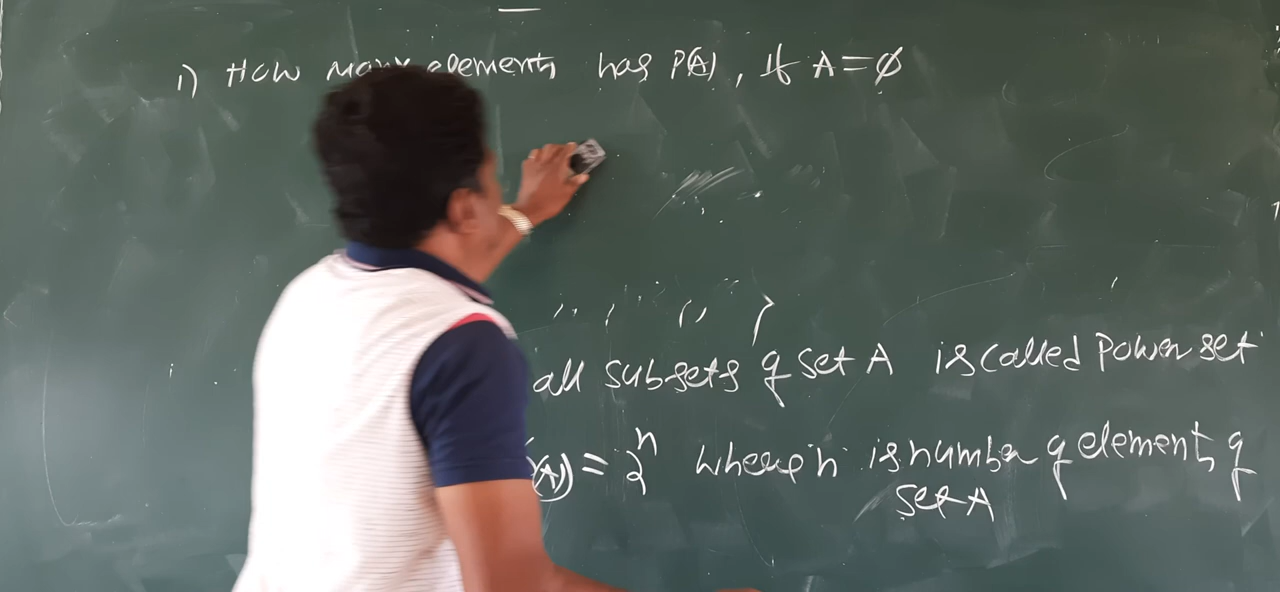 1) How many elements has P(A), if A = ∅
all subsets of set A is called power set
(A) = 2ⁿ where 'n' is number of elements of
set A